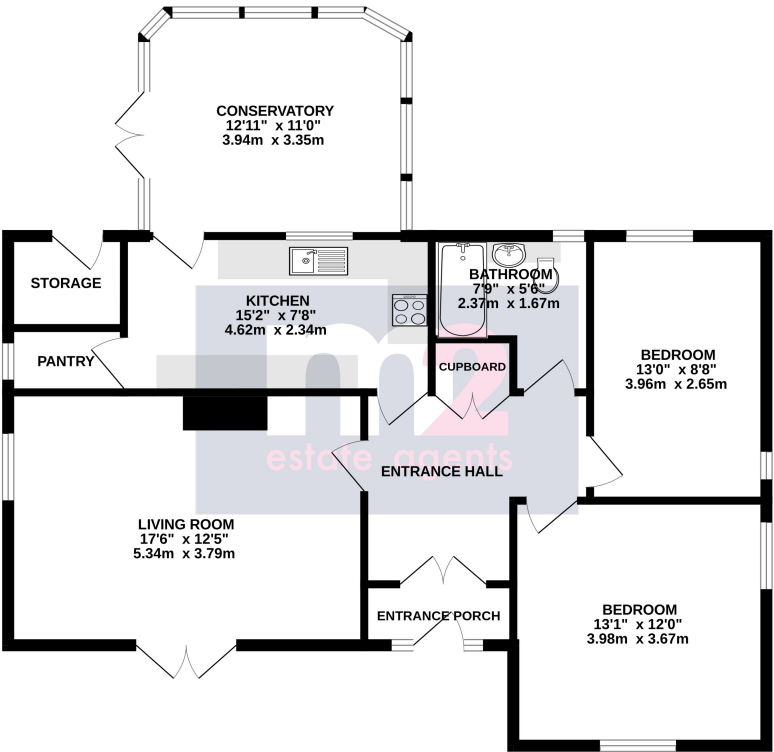 CONSERVATORY
12'11" x 11'0"
3.94m x 3.35m
STORAGE
KITCHEN
15'2" x 7'8"
4.62m x 2.34m
BATHROOM
7'9" x 5'6"
2.37m x 1.67m
PANTRY
CUPBOARD
BEDROOM
13'0" x 8'8"
3.96m x 2.65m
m2
estate agents
ENTRANCE HALL
LIVING ROOM
17'6" x 12'5"
5.34m x 3.79m
ENTRANCE PORCH
BEDROOM
13'1" x 12'0"
3.98m x 3.67m